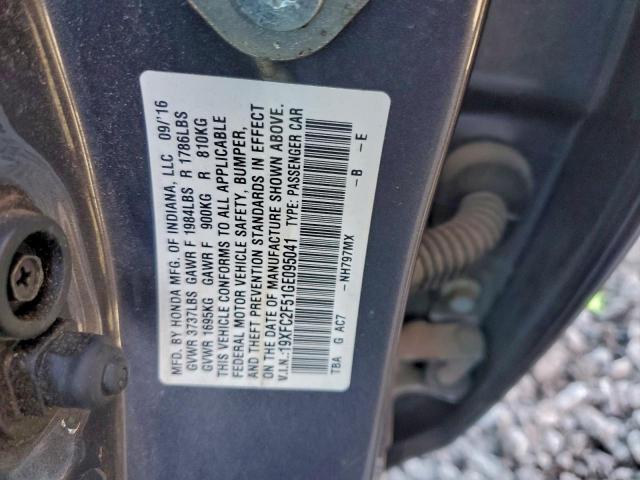 MFD. BY HONDA MFG. OF INDIANA, LLC 09/'16
GVWR 3737LBS GAWR F 1984LBS R 1786LBS
GVWR 1695KG GAWR F 900KG R 810KG
THIS VEHICLE CONFORMS TO ALL APPLICABLE
FEDERAL MOTOR VEHICLE SAFETY, BUMPER,
AND THEFT PREVENTION STANDARDS IN EFFECT
ON THE DATE OF MANUFACTURE SHOWN ABOVE.
V.I.N.:19XFC2F51GE095041 TYPE: PASSENGER CAR
TBA G AC7 -NH797MX -B -E